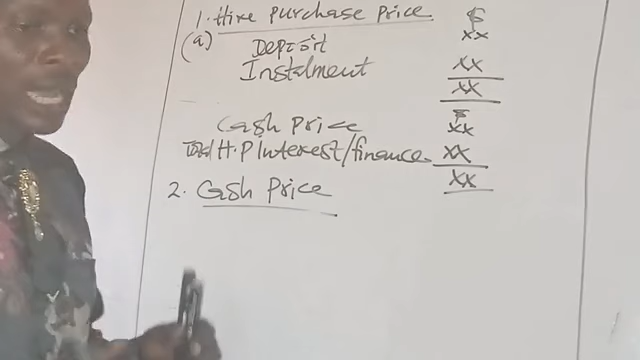 1. Hire Purchase Price $
(a) Deposit xx
Instalment xx
xx
$
Cash Price xx
Total H.P Interest/finance xx
xx
2. Cash Price